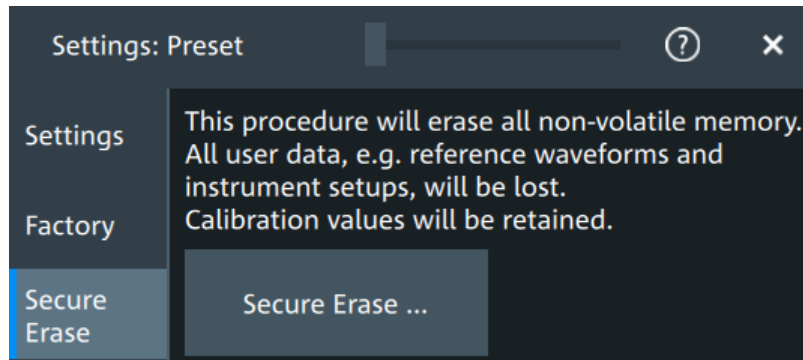 Settings: Preset
?
×
Settings
Factory
Secure
Erase
This procedure will erase all non-volatile memory.
All user data, e.g. reference waveforms and
instrument setups, will be lost.
Calibration values will be retained.
Secure Erase ...